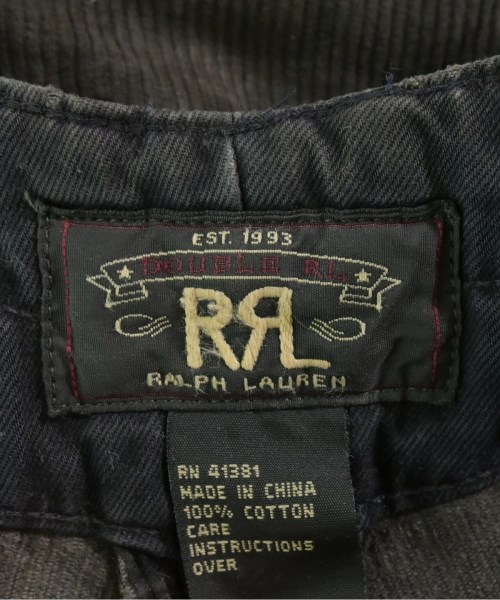 EST. 1993
DOUBLE RL
RRL
RALPH LAUREN
RN 41381
MADE IN CHINA
100% COTTON
CARE
INSTRUCTIONS
OVER